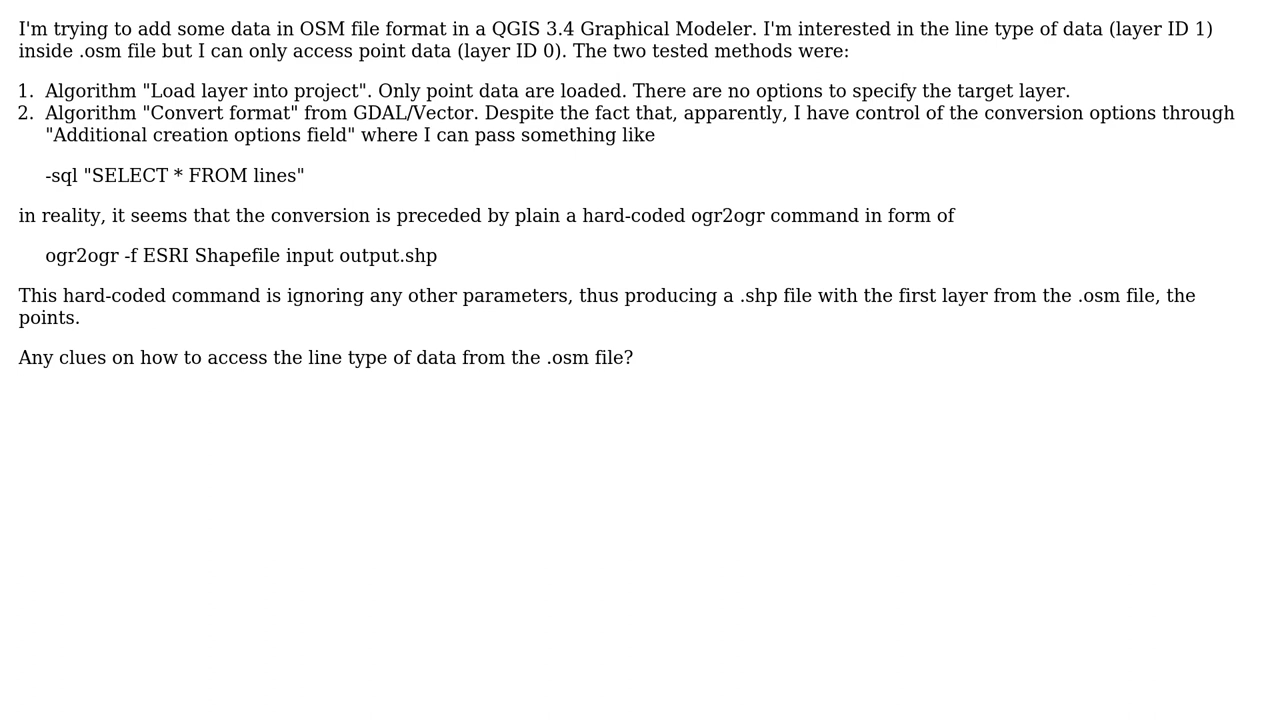 I'm trying to add some data in OSM file format in a QGIS 3.4 Graphical Modeler. I'm interested in the line type of data (layer ID 1)
inside .osm file but I can only access point data (layer ID 0). The two tested methods were:
1. Algorithm "Load layer into project". Only point data are loaded. There are no options to specify the target layer.
2. Algorithm "Convert format" from GDAL/Vector. Despite the fact that, apparently, I have control of the conversion options through
"Additional creation options field" where I can pass something like
-sql "SELECT * FROM lines"
in reality, it seems that the conversion is preceded by plain a hard-coded ogr2ogr command in form of
ogr2ogr -f ESRI Shapefile input output.shp
This hard-coded command is ignoring any other parameters, thus producing a .shp file with the first layer from the .osm file, the
points.
Any clues on how to access the line type of data from the .osm file?